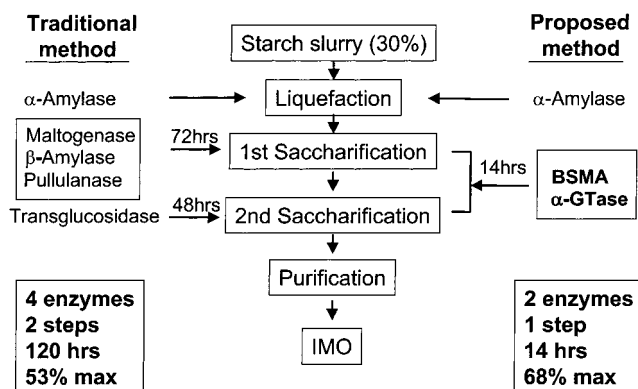 Traditional
method
Proposed
method
Starch slurry (30%)
α-Amylase
Liquefaction
α-Amylase
Maltogenase
β-Amylase
Pullulanase
72hrs
1st Saccharification
14hrs
BSMA
α-GTase
Transglucosidase
48hrs
2nd Saccharification
Purification
IMO
4 enzymes
2 steps
120 hrs
53% max
2 enzymes
1 step
14 hrs
68% max